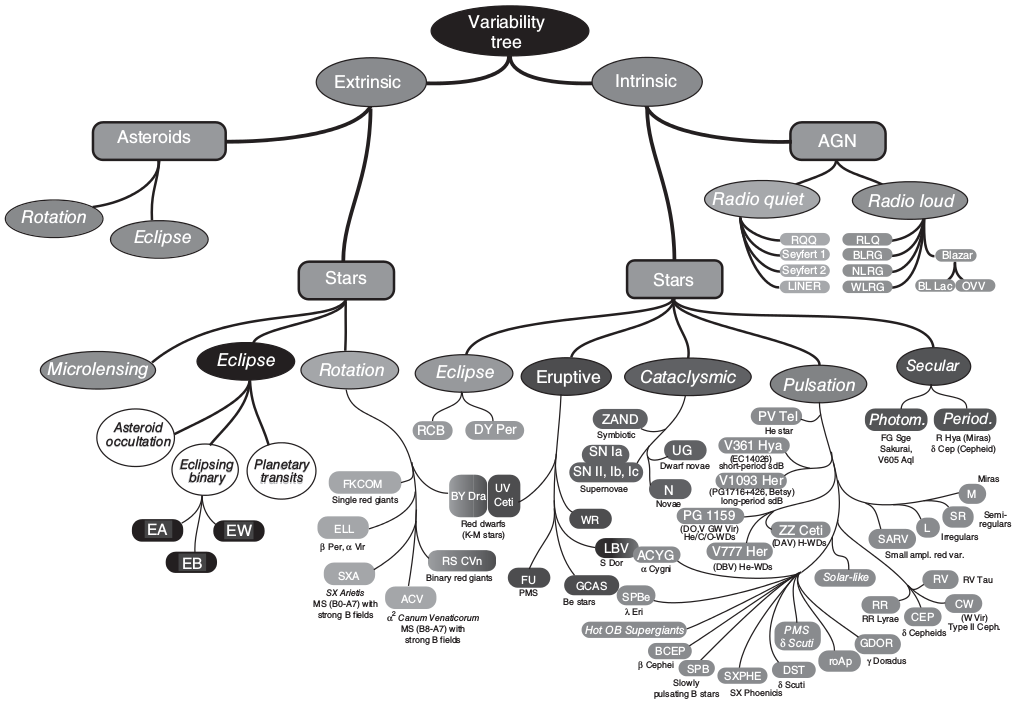 Variability
tree
Extrinsic
Intrinsic
Asteroids
AGN
Rotation
Eclipse
Radio quiet
Radio loud
RQQ
Seyfert 1
Seyfert 2
LINER
RLQ
BLRG
NLRG
WLRG
Blazar
BL Lac
OVV
Stars
Stars
Microlensing
Eclipse
Rotation
Asteroid
occultation
Eclipsing
binary
Planetary
transits
EA
EB
EW
FKCOM
Single red giants
ELL
β Per, α Vir
SXA
SX Arietis
MS (B0-A7) with
strong B fields
ACV
α² Canum Venaticorum
MS (B8-A7) with
strong B fields
BY Dra
UV
Ceti
Red dwarfs
(K-M stars)
RS CVn
Binary red giants
Eclipse
RCB
DY Per
Eruptive
WR
LBV
S Dor
FU
PMS
GCAS
Be stars
Cataclysmic
ZAND
Symbiotic
SN Ia
SN II, Ib, Ic
Supernovae
UG
Dwarf novae
N
Novae
Pulsation
PV Tel
He star
V361 Hya
(EC14026)
short-period sdB
V1093 Her
(PG1716+426, Betsy)
long-period sdB
PG 1159
(DO,V GW Vir)
He/C/O-WDs
ZZ Ceti
(DAV) H-WDs
V777 Her
(DBV) He-WDs
ACYG
α Cygni
SPBe
λ Eri
Hot OB Supergiants
BCEP
β Cephei
SPB
Slowly
pulsating B stars
SXPHE
SX Phoenicis
PMS
δ Scuti
DST
δ Scuti
roAp
GDOR
γ Doradus
Solar-like
RR
RR Lyrae
CEP
δ Cepheids
RV
RV Tau
CW
(W Vir)
Type II Ceph.
Miras
M
SR
Semi-
regulars
L
Irregulars
SARV
Small ampl. red var.
Secular
Photom.
FG Sge
Sakurai,
V605 Aql
Period.
R Hya (Miras)
δ Cep (Cepheid)